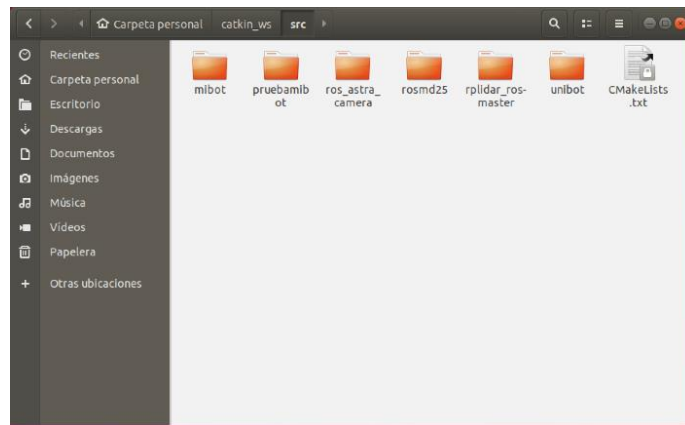 Carpeta personal catkin_ws src
Recientes
Carpeta personal
Escritorio
Descargas
Documentos
Imágenes
Música
Vídeos
Papelera
Otras ubicaciones
mibot
pruebamib
ot
ros_astra_
camera
rosmd25
rplidar_ros-
master
unibot
CMakeLists
.txt